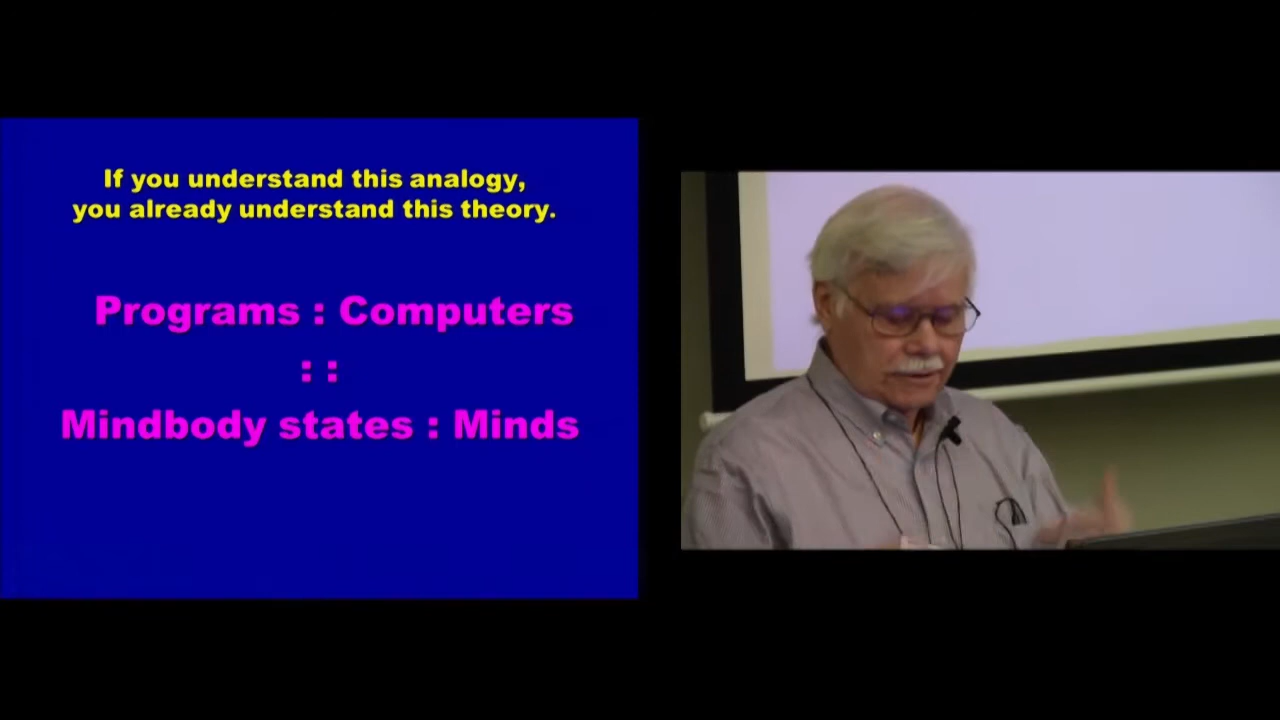 If you understand this analogy,
you already understand this theory.
Programs : Computers
: :
Mindbody states : Minds